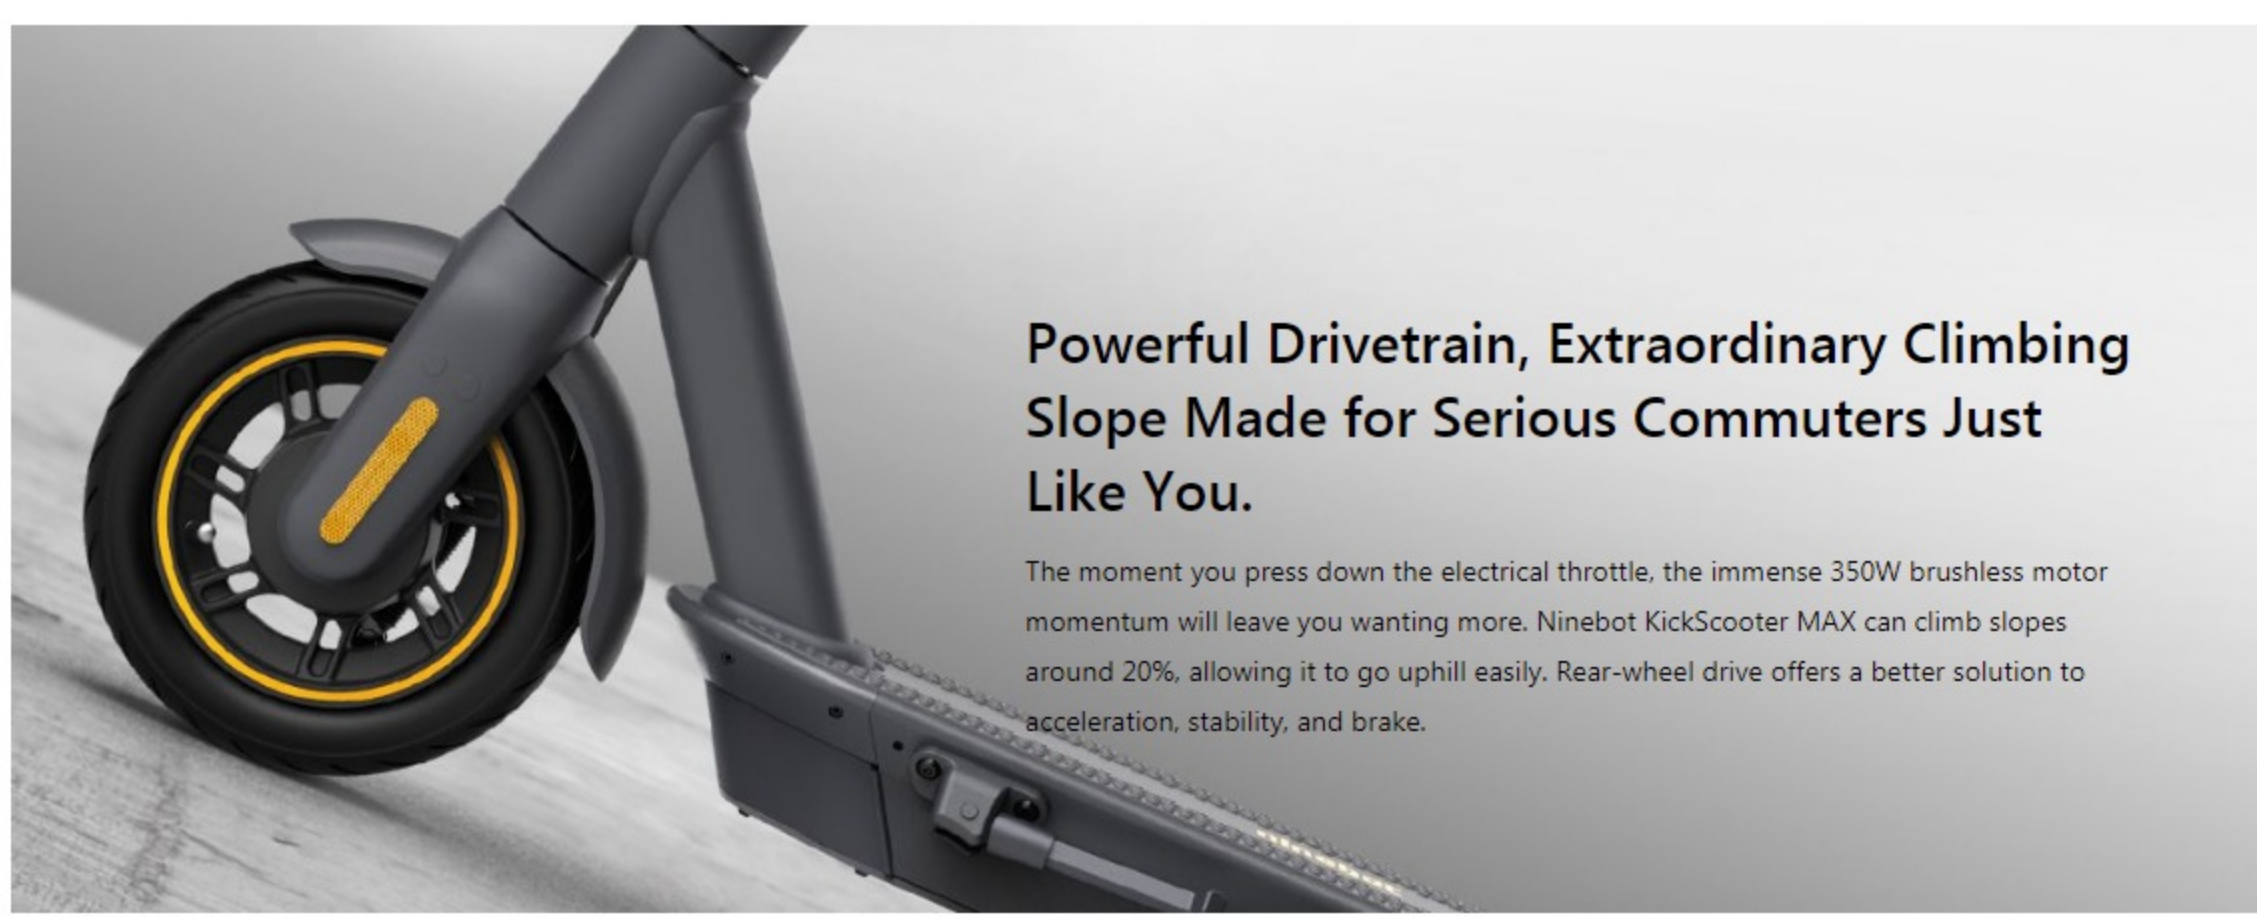 Powerful Drivetrain, Extraordinary Climbing
Slope Made for Serious Commuters Just
Like You.
The moment you press down the electrical throttle, the immense 350W brushless motor
momentum will leave you wanting more. Ninebot KickScooter MAX can climb slopes
around 20%, allowing it to go uphill easily. Rear-wheel drive offers a better solution to
acceleration, stability, and brake.